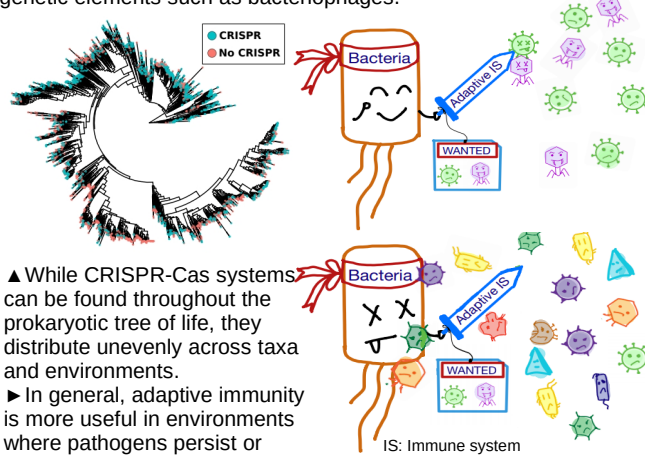 genetic elements such as bacteriophages.
CRISPR
No CRISPR
Bacteria
Adaptive IS
WANTED
▲While CRISPR-Cas systems
can be found throughout the
prokaryotic tree of life, they
distribute unevenly across taxa
and environments.
►In general, adaptive immunity
is more useful in environments
where pathogens persist or
Bacteria
Adaptive IS
WANTED
IS: Immune system